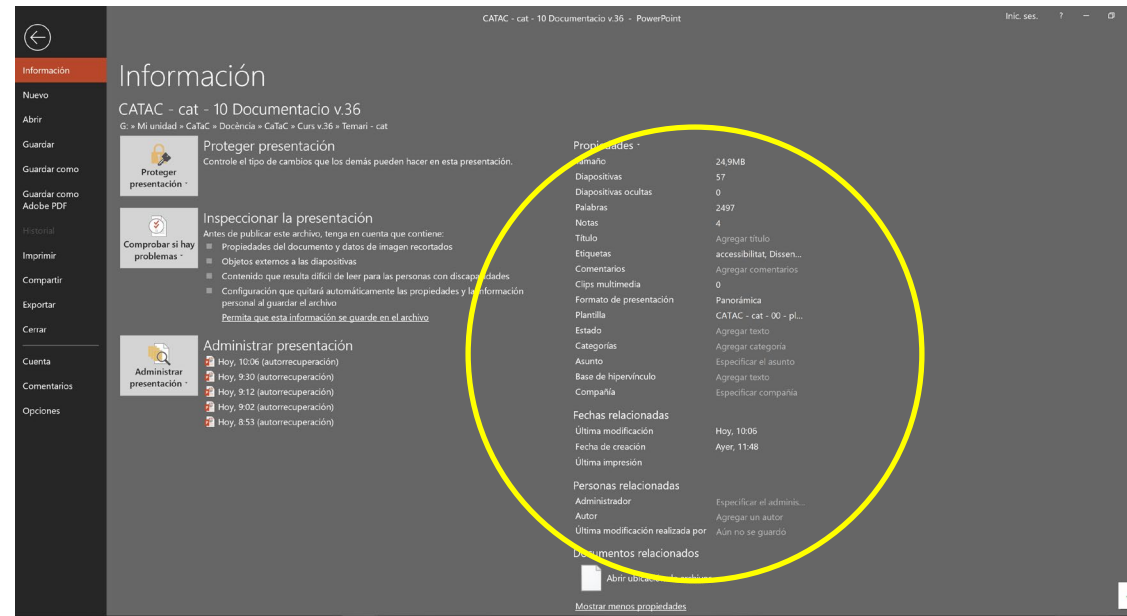 CATAC - cat - 10 Documentacio v.36 - PowerPoint
Inic. ses.
?
Información
Nuevo
Abrir
Guardar
Guardar como
Guardar como
Adobe PDF
Historial
Imprimir
Compartir
Exportar
Cerrar
Cuenta
Comentarios
Opciones
Información
CATAC - cat - 10 Documentacio v.36
G: » Mi unidad » CaTaC » Docència » CaTaC » Curs v.36 » Temari - cat
Proteger
presentación
Proteger presentación
Controle el tipo de cambios que los demás pueden hacer en esta presentación.
Comprobar si hay
problemas
Inspeccionar la presentación
Antes de publicar este archivo, tenga en cuenta que contiene:
Propiedades del documento y datos de imagen recortados
Objetos externos a las diapositivas
Contenido que resulta difícil de leer para las personas con discapacidades
Configuración que quitará automáticamente las propiedades y la información
personal al guardar el archivo
Permita que esta información se guarde en el archivo
Administrar
presentación
Administrar presentación
Hoy, 10:06 (autorrecuperación)
Hoy, 9:30 (autorrecuperación)
Hoy, 9:12 (autorrecuperación)
Hoy, 9:02 (autorrecuperación)
Hoy, 8:53 (autorrecuperación)
Propiedades
Tamaño 24,9MB
Diapositivas 57
Diapositivas ocultas 0
Palabras 2497
Notas 4
Título Agregar título
Etiquetas accessibilitat, Dissen...
Comentarios Agregar comentarios
Clips multimedia 0
Formato de presentación Panorámica
Plantilla CATAC - cat - 00 - pl...
Estado Agregar texto
Categorías Agregar categoría
Asunto Especificar el asunto
Base de hipervínculo Agregar texto
Compañía Especificar compañía
Fechas relacionadas
Última modificación Hoy, 10:06
Fecha de creación Ayer, 11:48
Última impresión
Personas relacionadas
Administrador Especificar el adminis...
Autor Agregar un autor
Última modificación realizada por Aún no se guardó
Documentos relacionados
Abrir ubicación de archivos
Mostrar menos propiedades